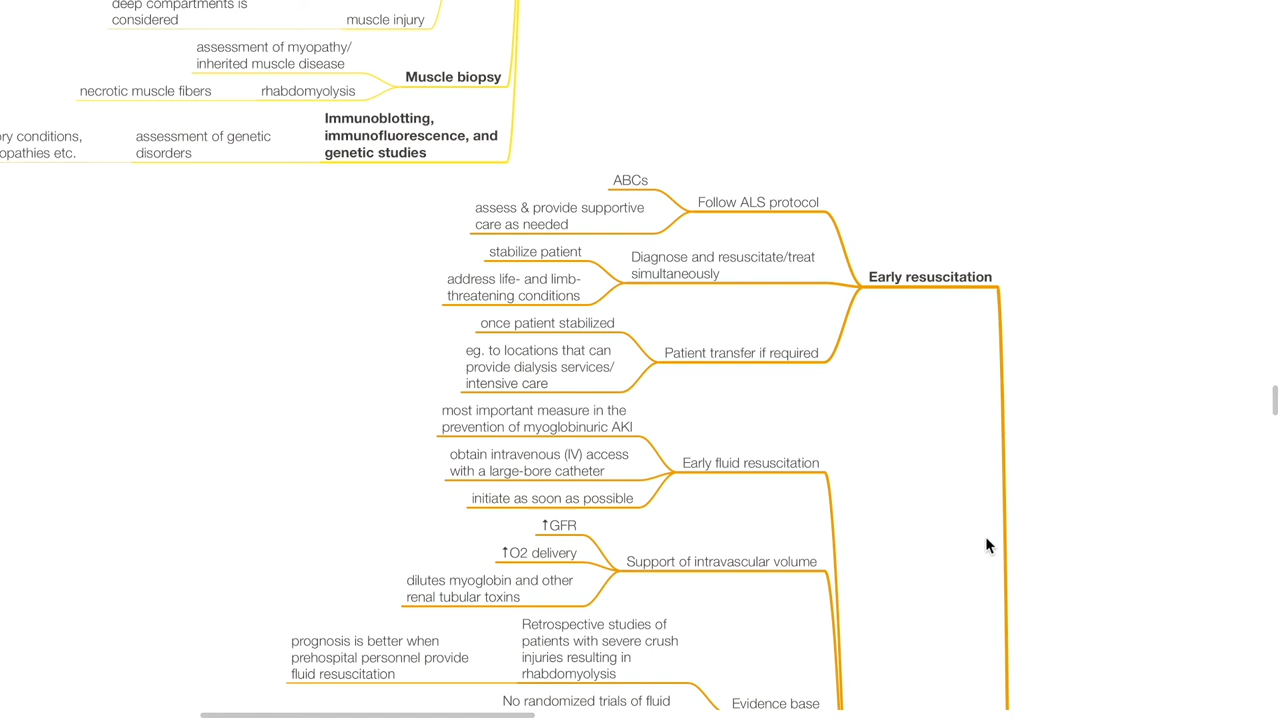 deep compartments is
considered
muscle injury
assessment of myopathy/
inherited muscle disease
Muscle biopsy
necrotic muscle fibers
rhabdomyolysis
Immunoblotting,
immunofluorescence, and
genetic studies
assessment of genetic
disorders
conditions,
etc.
ABCs
Follow ALS protocol
assess & provide supportive
care as needed
stabilize patient
Diagnose and resuscitate/treat
simultaneously
address life- and limb-
threatening conditions
Early resuscitation
once patient stabilized
Patient transfer if required
eg. to locations that can
provide dialysis services/
intensive care
most important measure in the
prevention of myoglobinuric AKI
Early fluid resuscitation
obtain intravenous (IV) access
with a large-bore catheter
initiate as soon as possible
↑GFR
↑O2 delivery
Support of intravascular volume
dilutes myoglobin and other
renal tubular toxins
Retrospective studies of
patients with severe crush
injuries resulting in
rhabdomyolysis
prognosis is better when
prehospital personnel provide
fluid resuscitation
No randomized trials of fluid
Evidence base